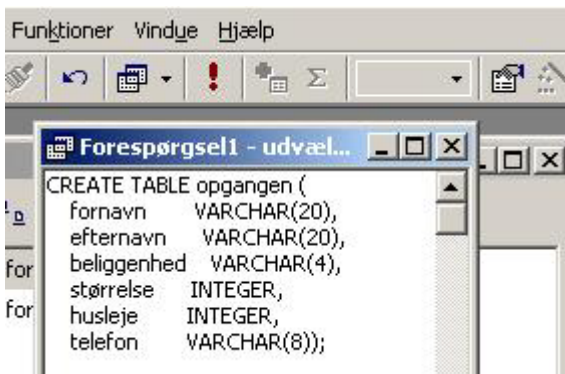 Funktioner Vindue Hjælp
Forespørgsel1 - udvæl...
CREATE TABLE opgangen (
fornavn VARCHAR(20),
efternavn VARCHAR(20),
beliggenhed VARCHAR(4),
størrelse INTEGER,
husleje INTEGER,
telefon VARCHAR(8));
for
for